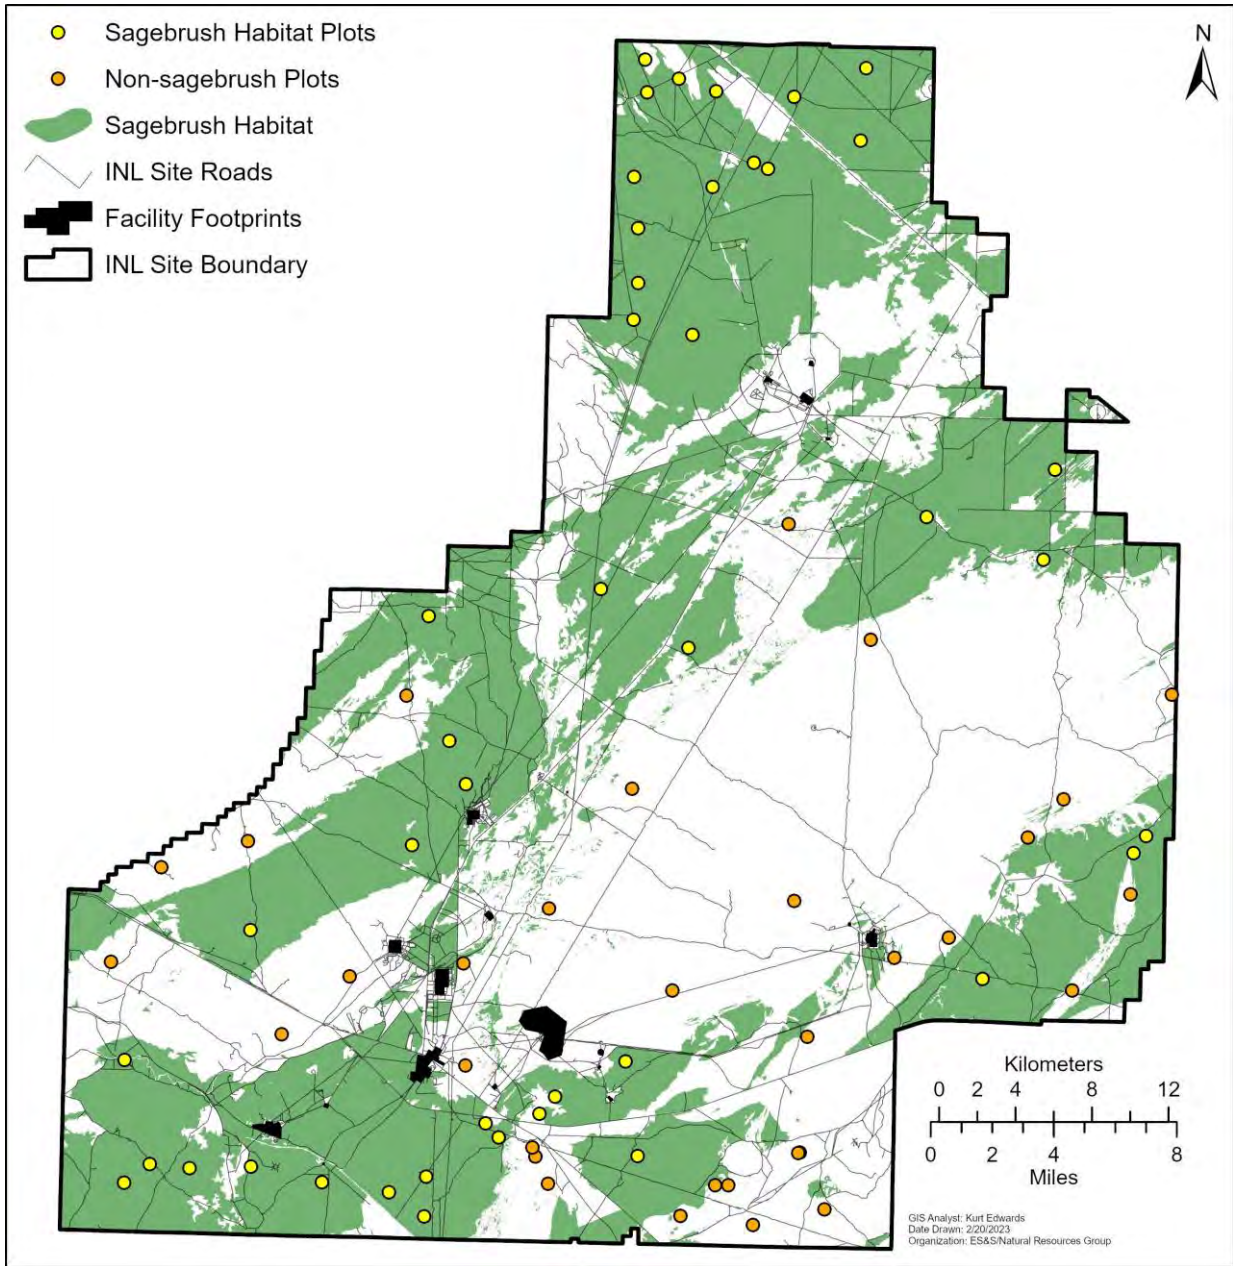 Sagebrush Habitat Plots
Non-sagebrush Plots
Sagebrush Habitat
INL Site Roads
Facility Footprints
INL Site Boundary
N
Kilometers
0 2 4 8 12
0 2 4 8
Miles
GIS Analyst: Kurt Edwards
Date Drawn: 2/20/2023
Organization: ES&S/Natural Resources Group